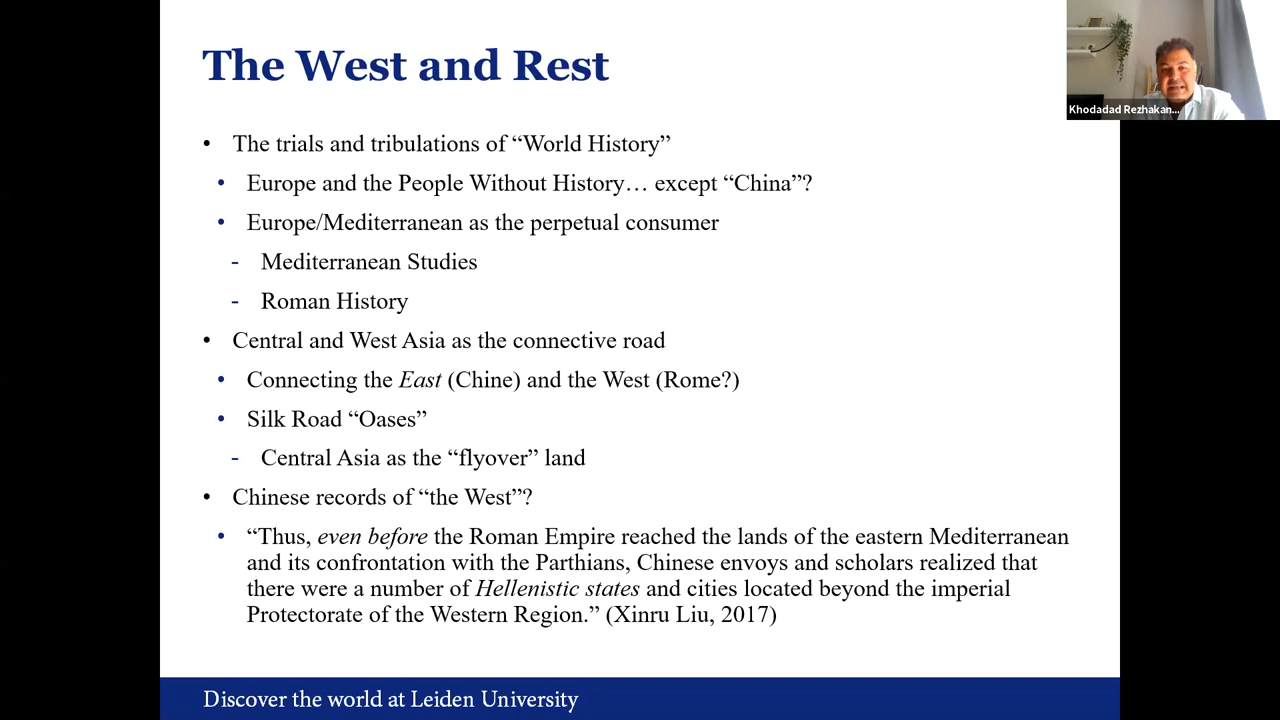 The West and Rest
Khodadad Rezhakan...
• The trials and tribulations of “World History”
• Europe and the People Without History… except “China”?
• Europe/Mediterranean as the perpetual consumer
- Mediterranean Studies
- Roman History
• Central and West Asia as the connective road
• Connecting the East (Chine) and the West (Rome?)
• Silk Road “Oases”
- Central Asia as the “flyover” land
• Chinese records of “the West”?
• “Thus, even before the Roman Empire reached the lands of the eastern Mediterranean
and its confrontation with the Parthians, Chinese envoys and scholars realized that
there were a number of Hellenistic states and cities located beyond the imperial
Protectorate of the Western Region.” (Xinru Liu, 2017)
Discover the world at Leiden University